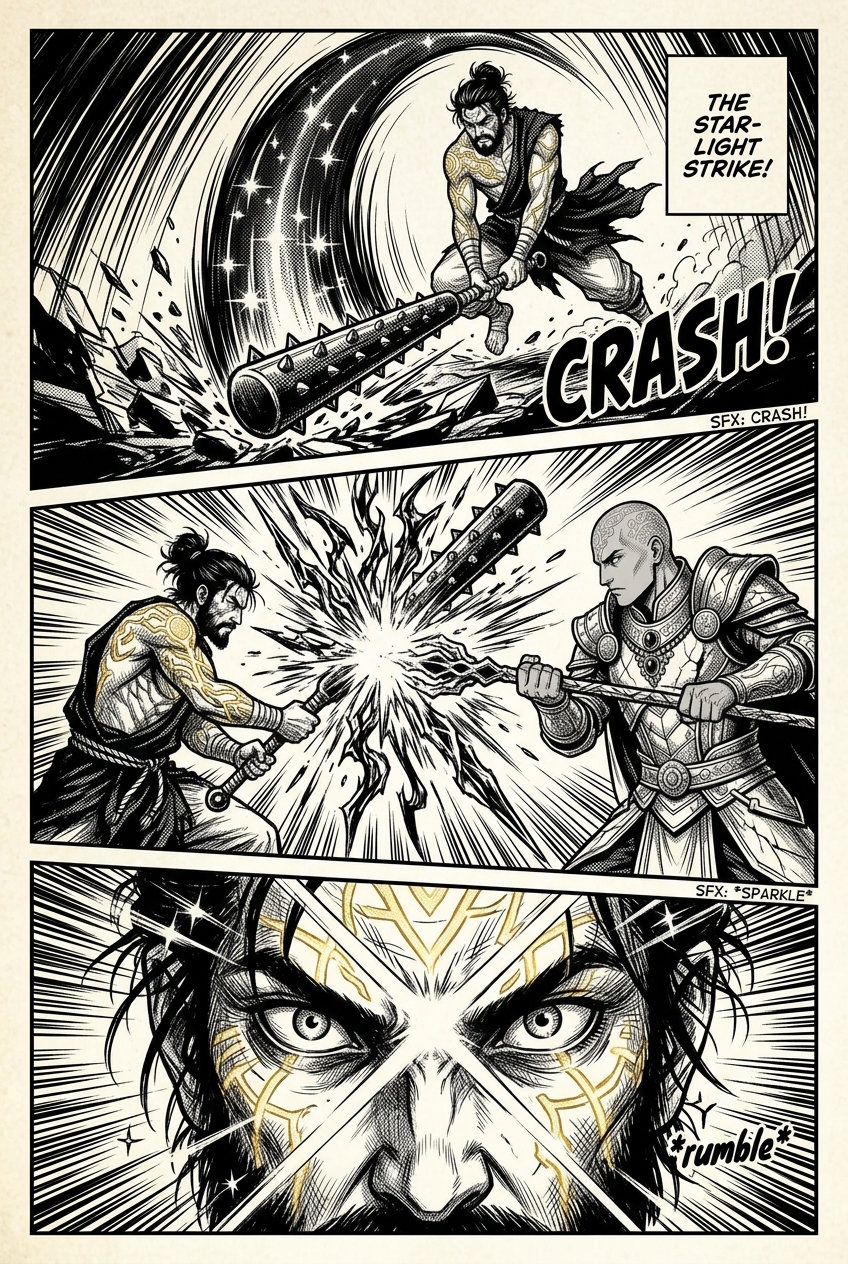 THE
STAR-
LIGHT
STRIKE!
CRASH!
SFX: CRASH!
SFX: *SPARKLE*
*rumble*